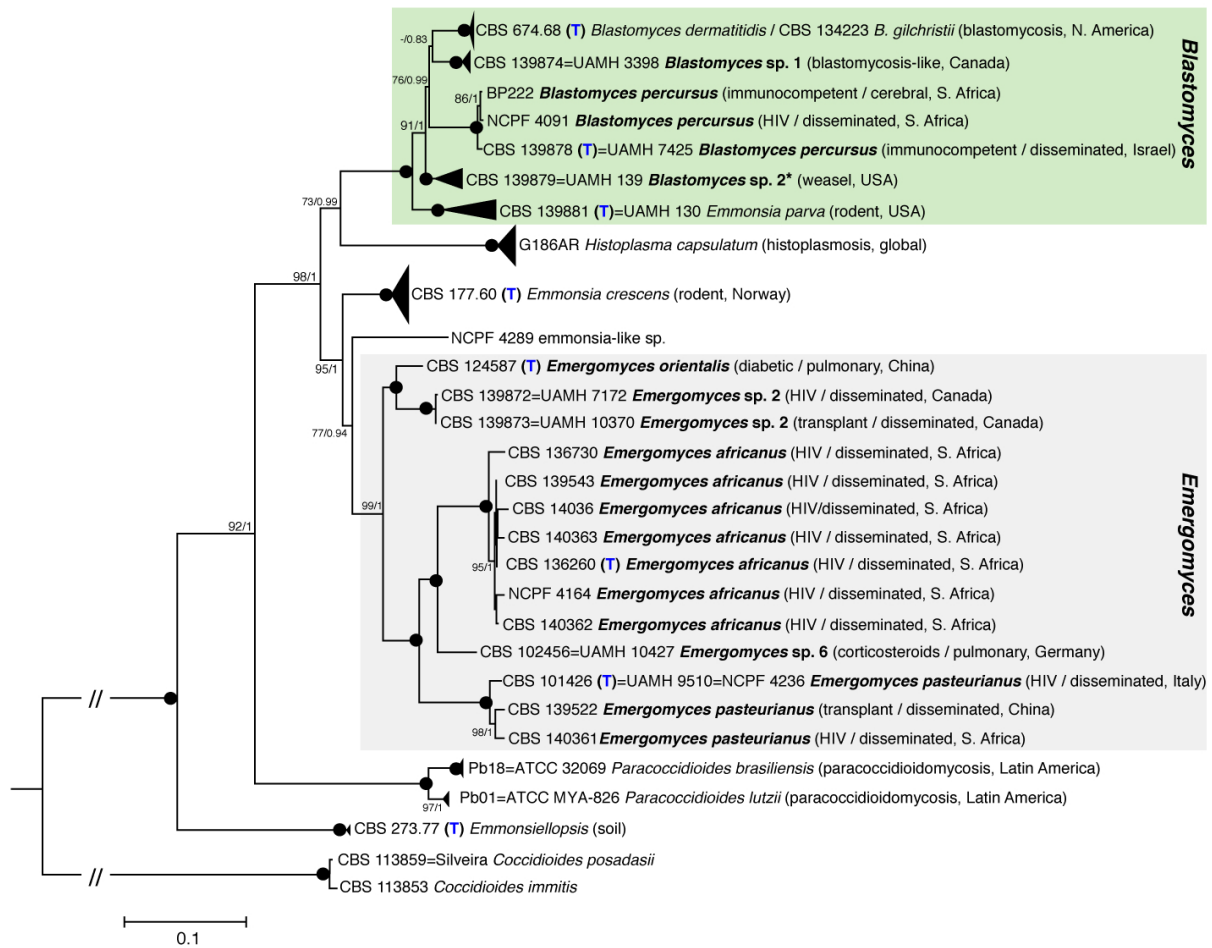 CBS 674.68 (T) Blastomyces dermatitidis / CBS 134223 B. gilchristii (blastomycosis, N. America)
-/0.83
CBS 139874=UAMH 3398 Blastomyces sp. 1 (blastomycosis-like, Canada)
76/0.99
BP222 Blastomyces percursus (immunocompetent / cerebral, S. Africa)
86/1
NCPF 4091 Blastomyces percursus (HIV / disseminated, S. Africa)
91/1
CBS 139878 (T)=UAMH 7425 Blastomyces percursus (immunocompetent / disseminated, Israel)
Blastomyces
CBS 139879=UAMH 139 Blastomyces sp. 2* (weasel, USA)
73/0.99
CBS 139881 (T)=UAMH 130 Emmonsia parva (rodent, USA)
G186AR Histoplasma capsulatum (histoplasmosis, global)
98/1
CBS 177.60 (T) Emmonsia crescens (rodent, Norway)
NCPF 4289 emmonsia-like sp.
95/1
CBS 124587 (T) Emergomyces orientalis (diabetic / pulmonary, China)
CBS 139872=UAMH 7172 Emergomyces sp. 2 (HIV / disseminated, Canada)
CBS 139873=UAMH 10370 Emergomyces sp. 2 (transplant / disseminated, Canada)
77/0.94
CBS 136730 Emergomyces africanus (HIV / disseminated, S. Africa)
CBS 139543 Emergomyces africanus (HIV / disseminated, S. Africa)
99/1
CBS 14036 Emergomyces africanus (HIV/disseminated, S. Africa)
92/1
CBS 140363 Emergomyces africanus (HIV / disseminated, S. Africa)
Emergomyces
95/1
CBS 136260 (T) Emergomyces africanus (HIV / disseminated, S. Africa)
NCPF 4164 Emergomyces africanus (HIV / disseminated, S. Africa)
CBS 140362 Emergomyces africanus (HIV / disseminated, S. Africa)
CBS 102456=UAMH 10427 Emergomyces sp. 6 (corticosteroids / pulmonary, Germany)
CBS 101426 (T)=UAMH 9510=NCPF 4236 Emergomyces pasteurianus (HIV / disseminated, Italy)
//
CBS 139522 Emergomyces pasteurianus (transplant / disseminated, China)
98/1
CBS 140361 Emergomyces pasteurianus (HIV / disseminated, S. Africa)
Pb18=ATCC 32069 Paracoccidioides brasiliensis (paracoccidioidomycosis, Latin America)
97/1
Pb01=ATCC MYA-826 Paracoccidioides lutzii (paracoccidioidomycosis, Latin America)
CBS 273.77 (T) Emmonsiellopsis (soil)
CBS 113859=Silveira Coccidioides posadasii
//
CBS 113853 Coccidioides immitis
0.1